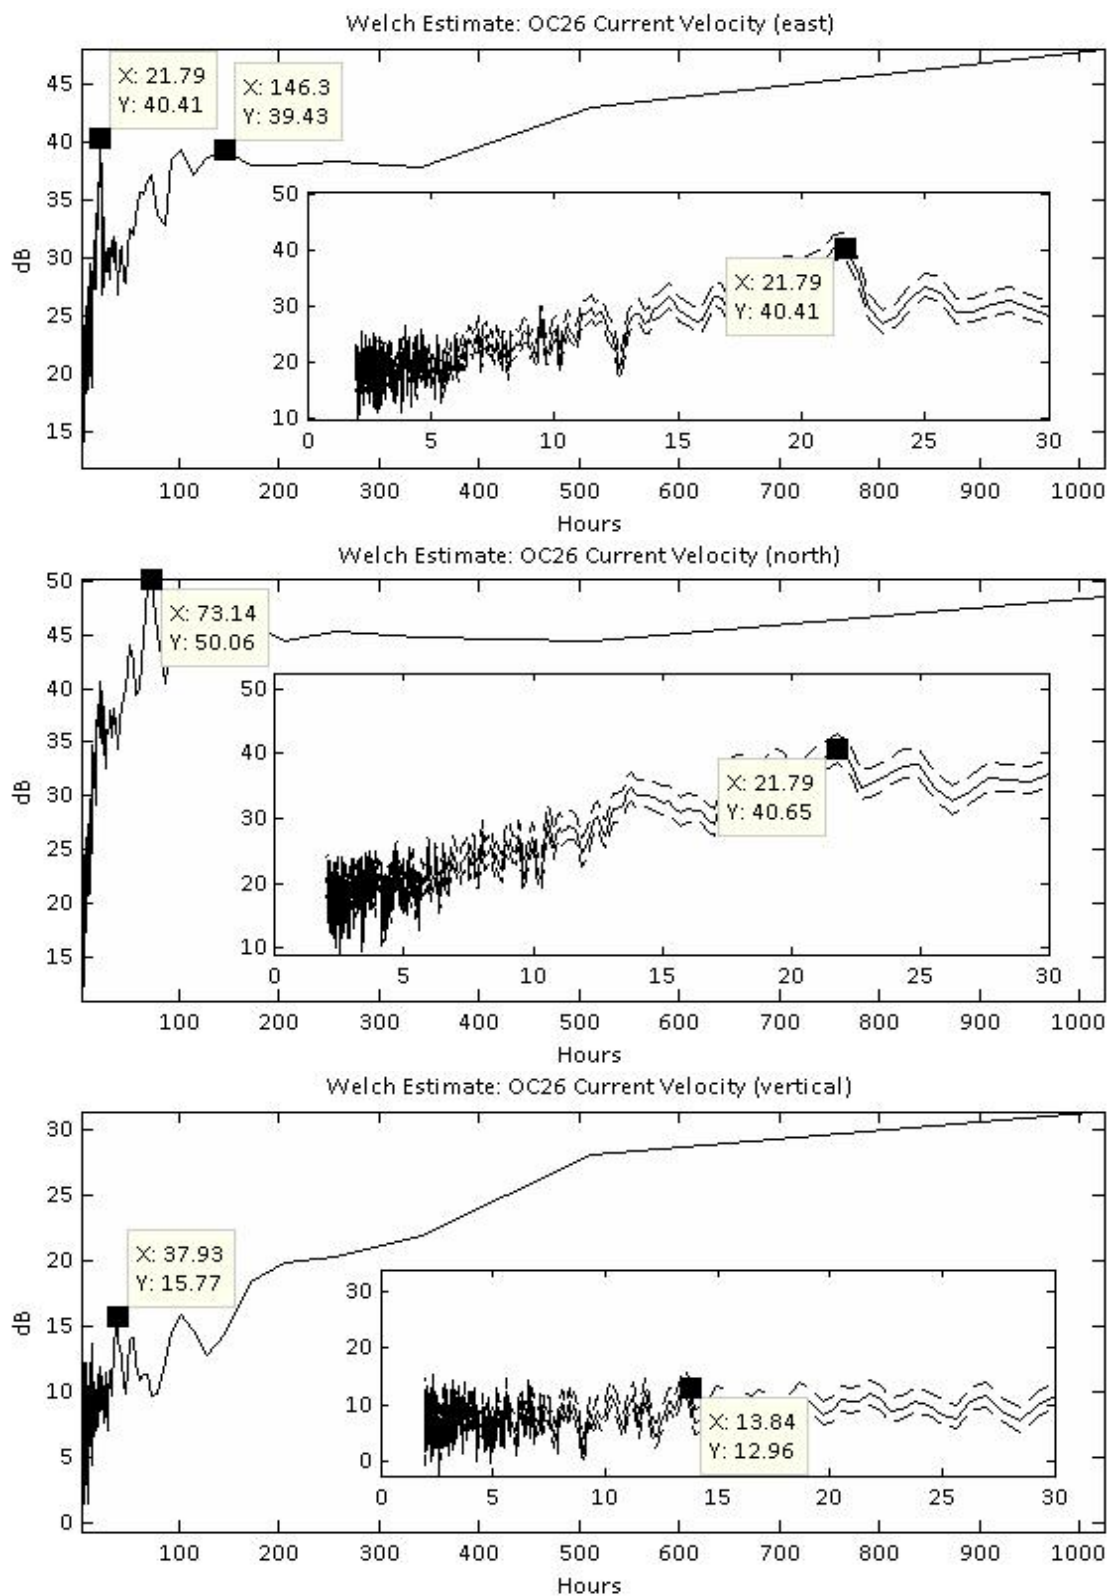 Welch Estimate: OC26 Current Velocity (east)
X: 21.79
Y: 40.41
X: 146.3
Y: 39.43
45
40
35
30
25
20
15
dB
50
40
30
20
10
X: 21.79
Y: 40.41
0 5 10 15 20 25 30
100 200 300 400 500 600 700 800 900 1000
Hours
Welch Estimate: OC26 Current Velocity (north)
50
45
40
35
30
25
20
15
dB
X: 73.14
Y: 50.06
50
40
30
20
10
X: 21.79
Y: 40.65
0 5 10 15 20 25 30
100 200 300 400 500 600 700 800 900 1000
Hours
Welch Estimate: OC26 Current Velocity (vertical)
30
25
20
15
10
5
0
dB
X: 37.93
Y: 15.77
30
20
10
0
X: 13.84
Y: 12.96
0 5 10 15 20 25 30
100 200 300 400 500 600 700 800 900 1000
Hours